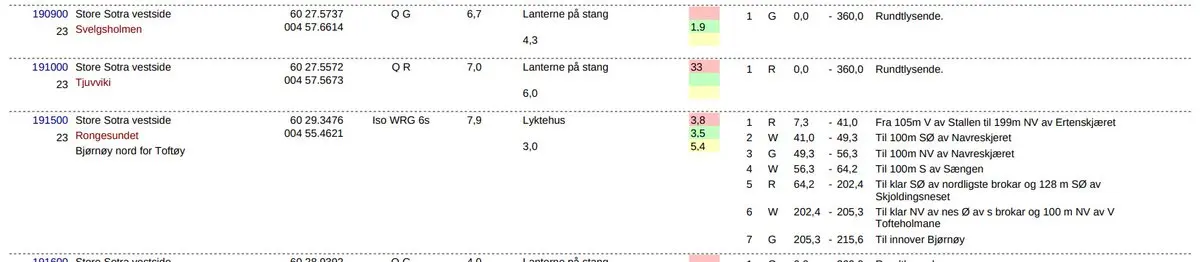 190900 Store Sotra vestside 60 27.5737 Q G 6,7 Lanterne på stang 1 G 0,0 - 360,0 Rundtlysende.
23 Svelgsholmen 004 57.6614 1,9
4,3
191000 Store Sotra vestside 60 27.5572 Q R 7,0 Lanterne på stang 33 1 R 0,0 - 360,0 Rundtlysende.
23 Tjuvviki 004 57.5673
6,0
191500 Store Sotra vestside 60 29.3476 Iso WRG 6s 7,9 Lyktehus 3,8 1 R 7,3 - 41,0 Fra 105m V av Stallen til 199m NV av Ertenskjæret
23 Rongesundet 004 55.4621 3,5 2 W 41,0 - 49,3 Til 100m SØ av Navreskjeret
Bjørnøy nord for Toftøy 3,0 5,4 3 G 49,3 - 56,3 Til 100m NV av Navreskjæret
4 W 56,3 - 64,2 Til 100m S av Sængen
5 R 64,2 - 202,4 Til klar SØ av nordligste brokar og 128 m SØ av
Skjoldingsneset
6 W 202,4 - 205,3 Til klar NV av nes Ø av s brokar og 100 m NV av V
Tofteholmane
7 G 205,3 - 215,6 Til innover Bjørnøy
191600 Store Sotra vestside Q G 4,0 Lanterne på stang